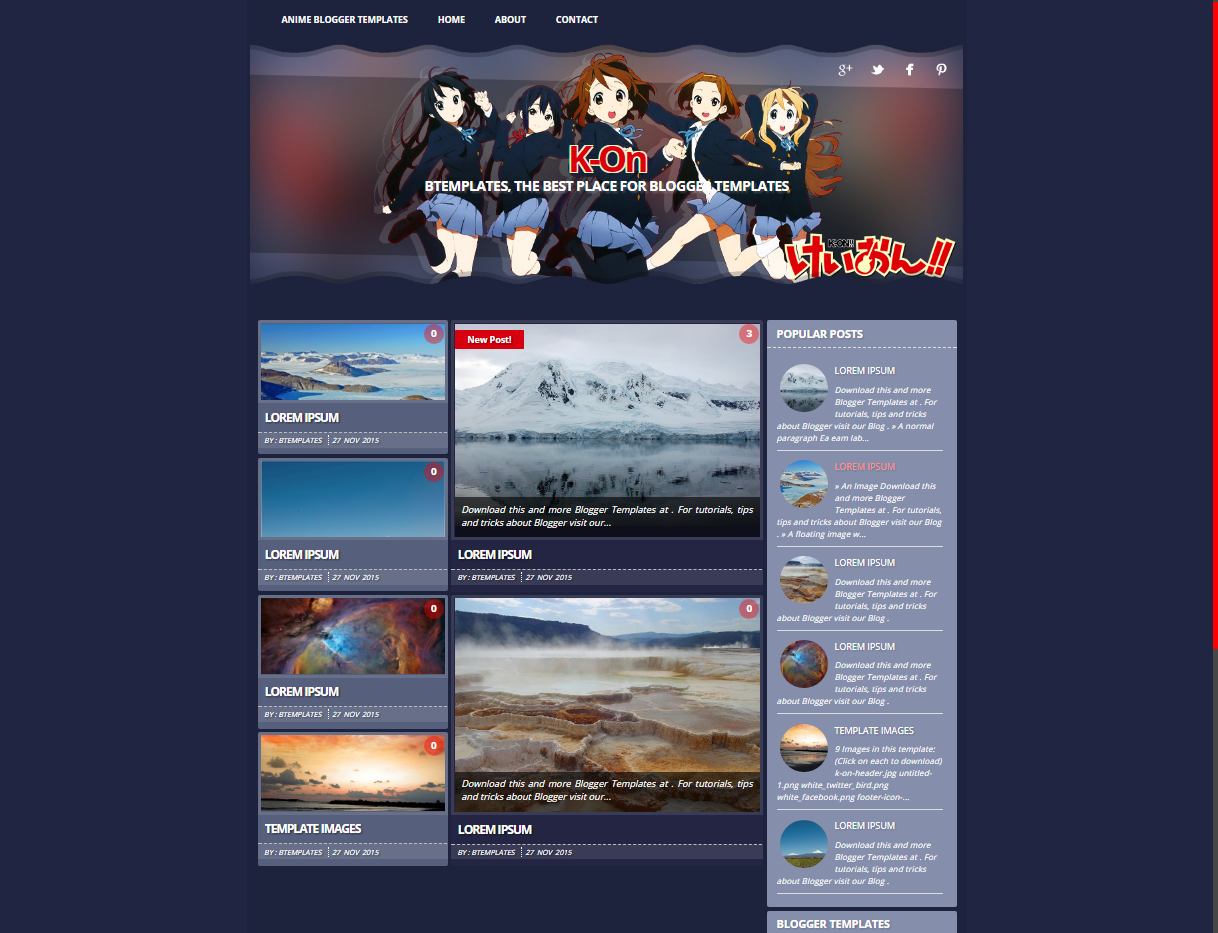 ANIME BLOGGER TEMPLATES HOME ABOUT CONTACT
K-On
BTEMPLATES, THE BEST PLACE FOR BLOGGER TEMPLATES
K-ON!!
けいおん!!
0
LOREM IPSUM
BY : BTEMPLATES 27 NOV 2015
0
LOREM IPSUM
BY : BTEMPLATES 27 NOV 2015
0
LOREM IPSUM
BY : BTEMPLATES 27 NOV 2015
0
TEMPLATE IMAGES
BY : BTEMPLATES 27 NOV 2015
New Post!
3
Download this and more Blogger Templates at . For tutorials, tips
and tricks about Blogger visit our...
LOREM IPSUM
BY : BTEMPLATES 27 NOV 2015
0
Download this and more Blogger Templates at . For tutorials, tips
and tricks about Blogger visit our...
LOREM IPSUM
BY : BTEMPLATES 27 NOV 2015
POPULAR POSTS
LOREM IPSUM
Download this and more
Blogger Templates at . For
tutorials, tips and tricks
about Blogger visit our Blog . » A normal
paragraph Ea eam lab...
LOREM IPSUM
» An Image Download this
and more Blogger
Templates at . For tutorials,
tips and tricks about Blogger visit our Blog
. » A floating image w...
LOREM IPSUM
Download this and more
Blogger Templates at . For
tutorials, tips and tricks
about Blogger visit our Blog .
LOREM IPSUM
Download this and more
Blogger Templates at . For
tutorials, tips and tricks
about Blogger visit our Blog .
TEMPLATE IMAGES
9 Images in this template:
(Click on each to download)
k-on-header.jpg untitled-
1.png white_twitter_bird.png
white_facebook.png footer-icon-...
LOREM IPSUM
Download this and more
Blogger Templates at . For
tutorials, tips and tricks
about Blogger visit our Blog .
BLOGGER TEMPLATES